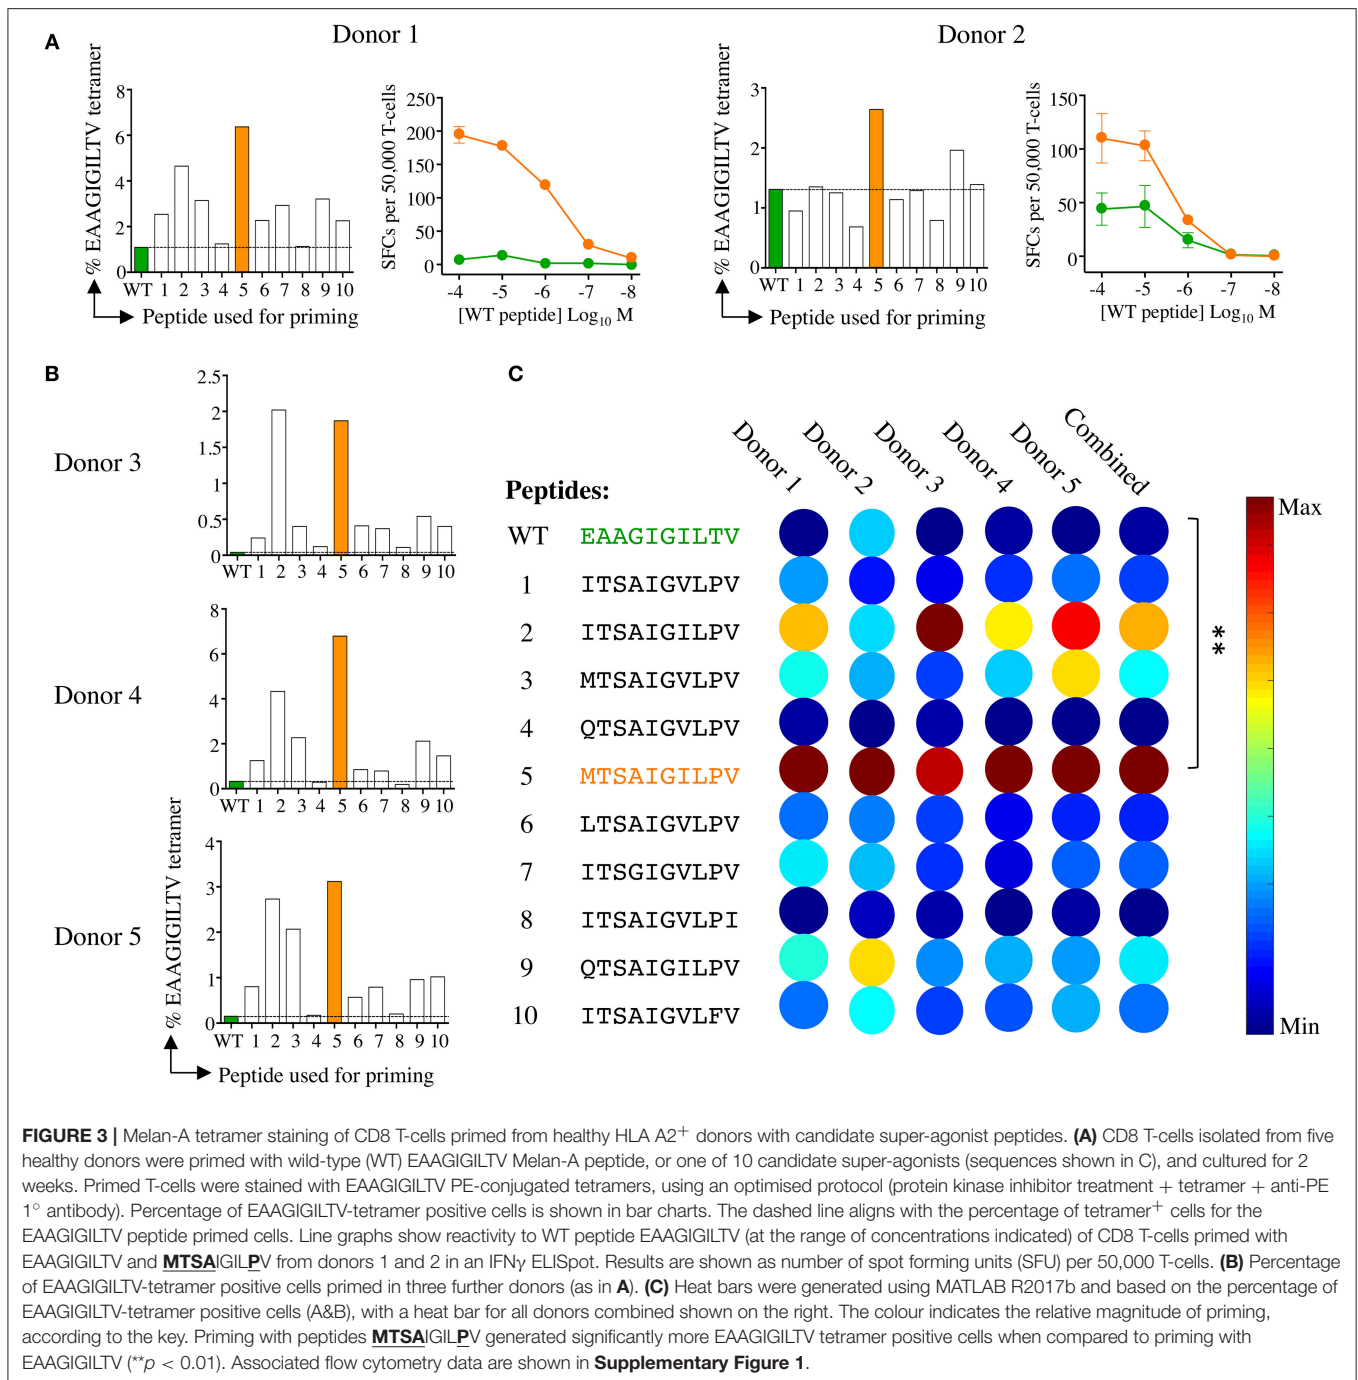 A
Donor 1
Donor 2
% EAAGIGILTV tetramer
8
6
4
2
0
WT 1 2 3 4 5 6 7 8 9 10
Peptide used for priming
SFCs per 50,000 T-cells
250
200
150
100
50
0
-4 -5 -6 -7 -8
[WT peptide] Log10 M
% EAAGIGILTV tetramer
3
2
1
0
WT 1 2 3 4 5 6 7 8 9 10
Peptide used for priming
SFCs per 50,000 T-cells
150
100
50
0
-4 -5 -6 -7 -8
[WT peptide] Log10 M
B
Donor 3
2.5
2
1.5
1
0.5
0
WT 1 2 3 4 5 6 7 8 9 10
Donor 4
8
6
4
2
0
WT 1 2 3 4 5 6 7 8 9 10
Donor 5
% EAAGIGILTV tetramer
4
3
2
1
0
WT 1 2 3 4 5 6 7 8 9 10
Peptide used for priming
C
Donor 1
Donor 2
Donor 3
Donor 4
Donor 5
Combined
Peptides:
WT EAAGIGILTV
1 ITSAIGVLPV
2 ITSAIGILPV
3 MTSAIGVLPV
4 QTSAIGVLPV
5 MTSAIGILPV
6 LTSAIGVLPV
7 ITSGIGVLPV
8 ITSAIGVLPI
9 QTSAIGILPV
10 ITSAIGVLFV
**
Max
Min
FIGURE 3 | Melan-A tetramer staining of CD8 T-cells primed from healthy HLA A2+ donors with candidate super-agonist peptides. (A) CD8 T-cells isolated from five
healthy donors were primed with wild-type (WT) EAAGIGILTV Melan-A peptide, or one of 10 candidate super-agonists (sequences shown in C), and cultured for 2
weeks. Primed T-cells were stained with EAAGIGILTV PE-conjugated tetramers, using an optimised protocol (protein kinase inhibitor treatment + tetramer + anti-PE
1° antibody). Percentage of EAAGIGILTV-tetramer positive cells is shown in bar charts. The dashed line aligns with the percentage of tetramer+ cells for the
EAAGIGILTV peptide primed cells. Line graphs show reactivity to WT peptide EAAGIGILTV (at the range of concentrations indicated) of CD8 T-cells primed with
EAAGIGILTV and MTSAIGILPV from donors 1 and 2 in an IFNγ ELISpot. Results are shown as number of spot forming units (SFU) per 50,000 T-cells. (B) Percentage
of EAAGIGILTV-tetramer positive cells primed in three further donors (as in A). (C) Heat bars were generated using MATLAB R2017b and based on the percentage of
EAAGIGILTV-tetramer positive cells (A&B), with a heat bar for all donors combined shown on the right. The colour indicates the relative magnitude of priming,
according to the key. Priming with peptides MTSAIGILPV generated significantly more EAAGIGILTV tetramer positive cells when compared to priming with
EAAGIGILTV (**p < 0.01). Associated flow cytometry data are shown in Supplementary Figure 1.